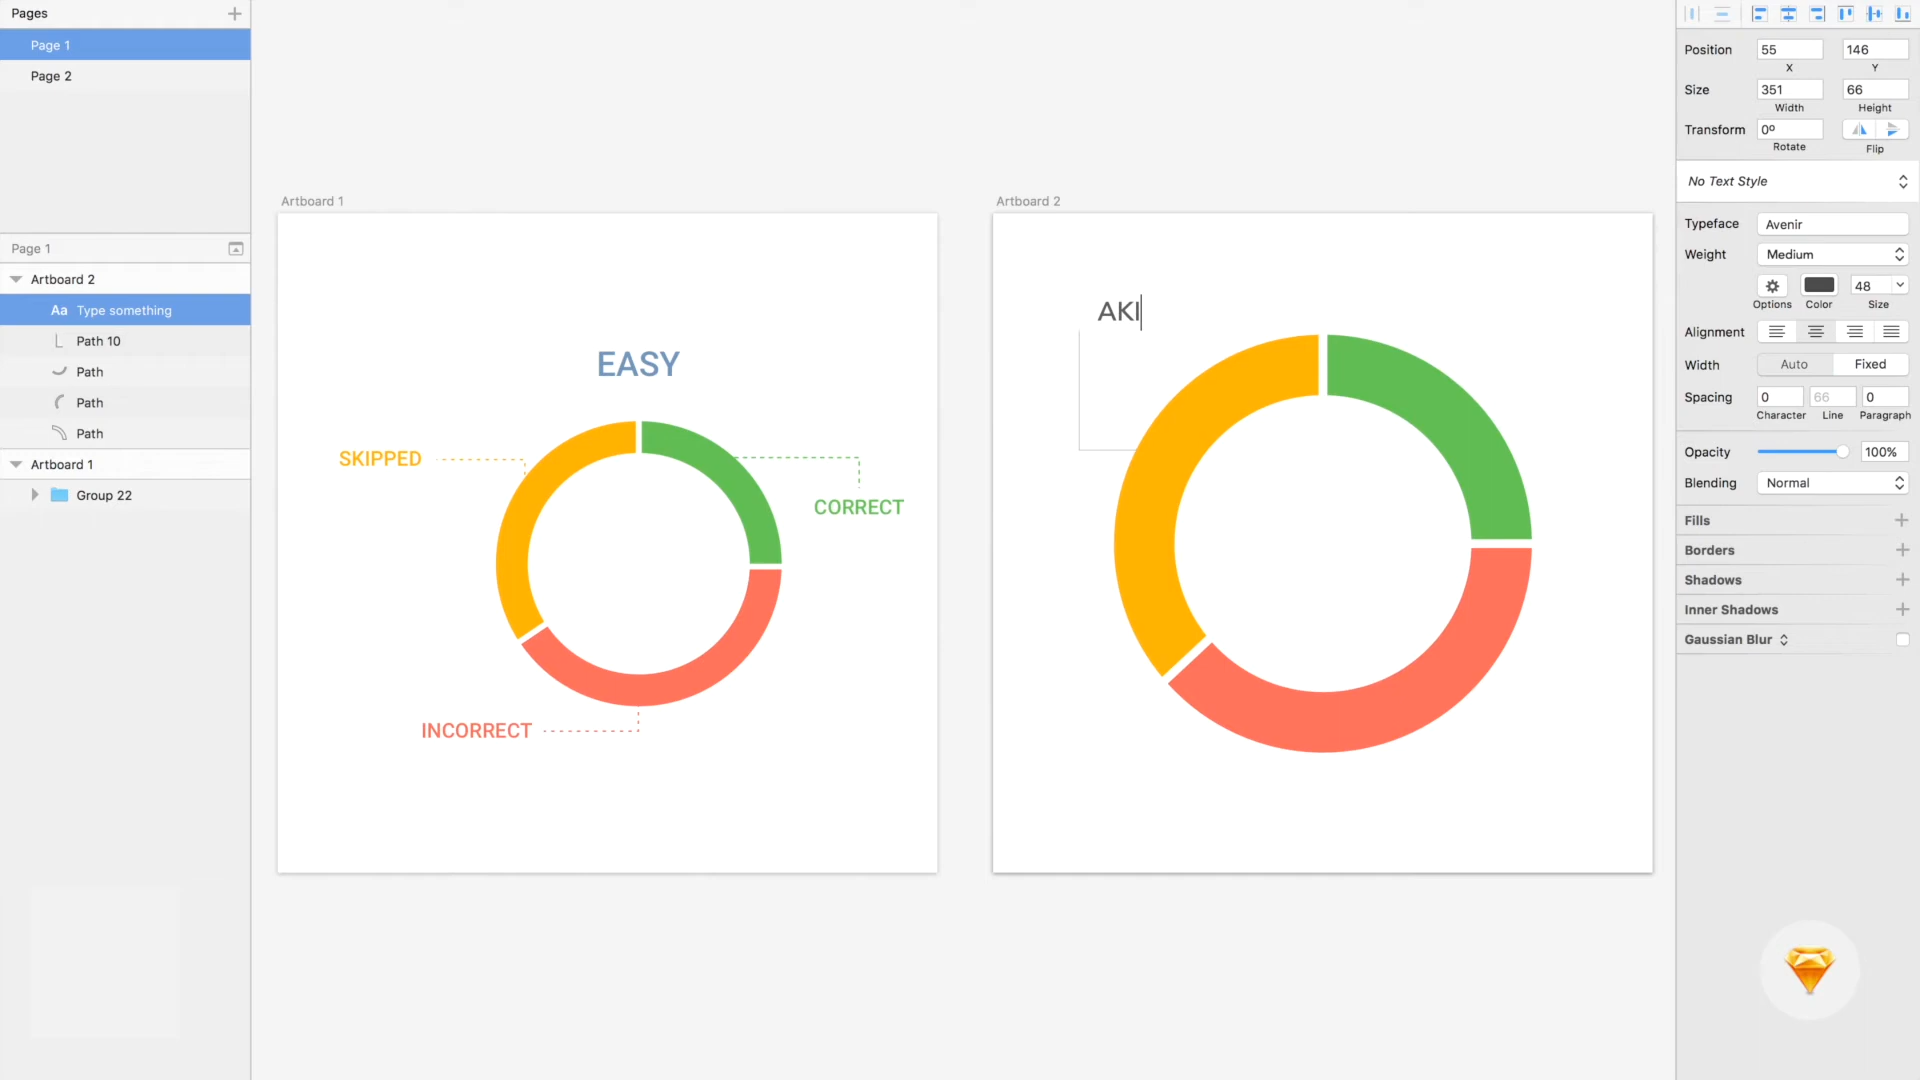 Pages
Page 1
Page 2
Page 1
Artboard 2
Aa Type something
Path 10
Path
Path
Path
Artboard 1
Group 22
Artboard 1
EASY
SKIPPED
CORRECT
INCORRECT
Artboard 2
AKI
Position 55 146
X Y
Size 351 66
Width Height
Transform 0º
Rotate Flip
No Text Style
Typeface Avenir
Weight Medium
48
Options Color Size
Alignment
Width Auto Fixed
Spacing 0 66 0
Character Line Paragraph
Opacity 100%
Blending Normal
Fills
Borders
Shadows
Inner Shadows
Gaussian Blur